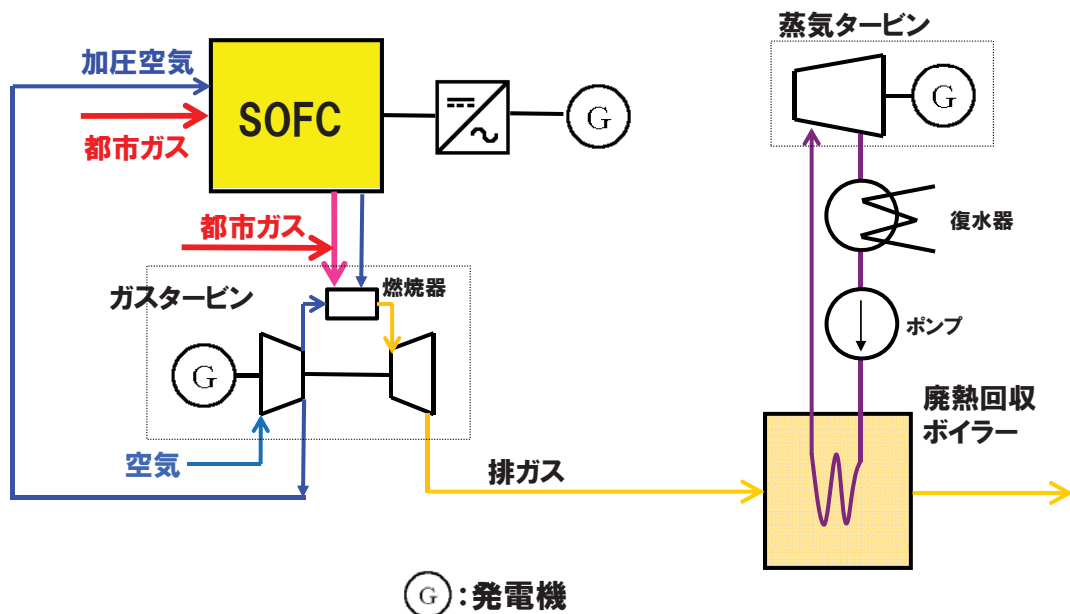 蒸気タービン
加圧空気
SOFC
G
G
都市ガス
都市ガス
復水器
燃焼器
ガスタービン
ポンプ
G
廃熱回収
ボイラー
空気
排ガス
G:発電機